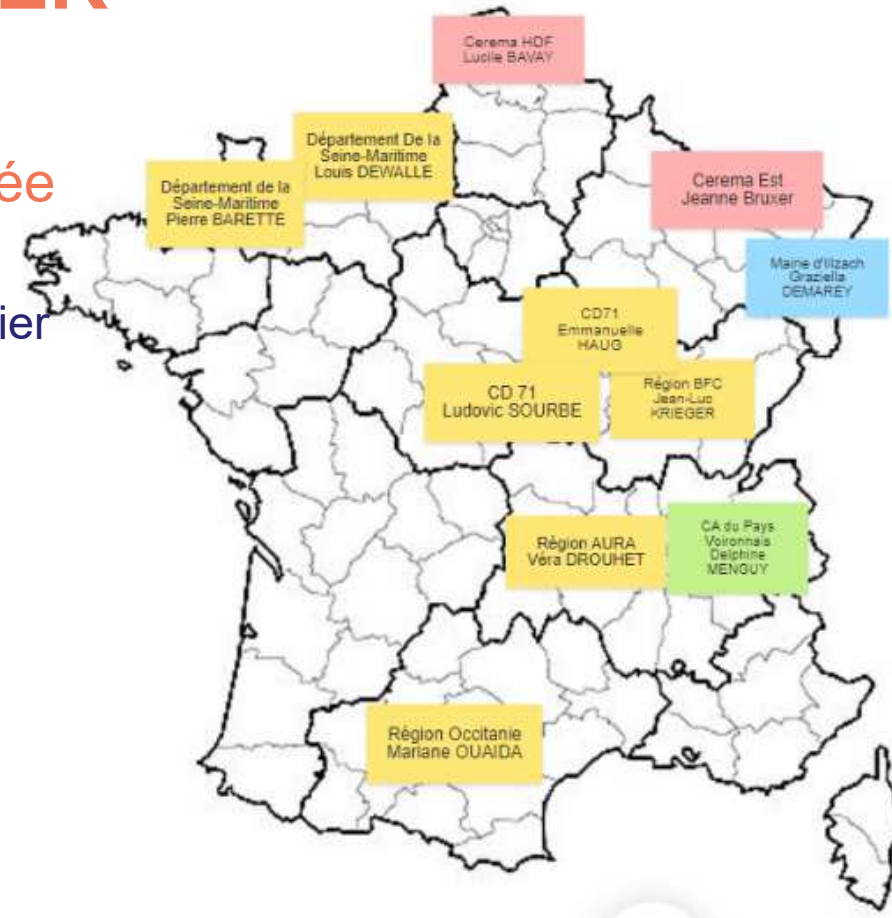 ER
Cerema HDF
Lucile BAVAY
Département De la
Seine-Maritime
Louis DEWALLE
ée
Département de la
Seine-Maritime
Pierre BARETTE
Cerema Est
Jeanne Bruxer
Mairie d'Illzach
Graziella
DEMAREY
ier
CD71
Emmanuelle
HAUG
CD 71
Ludovic SOURBE
Région BFC
Jean-Luc
KRIEGER
Région AURA
Véra DROUHET
CA du Pays
Voironnais
Delphine
MENGUY
Région Occitanie
Mariane OUAIDA